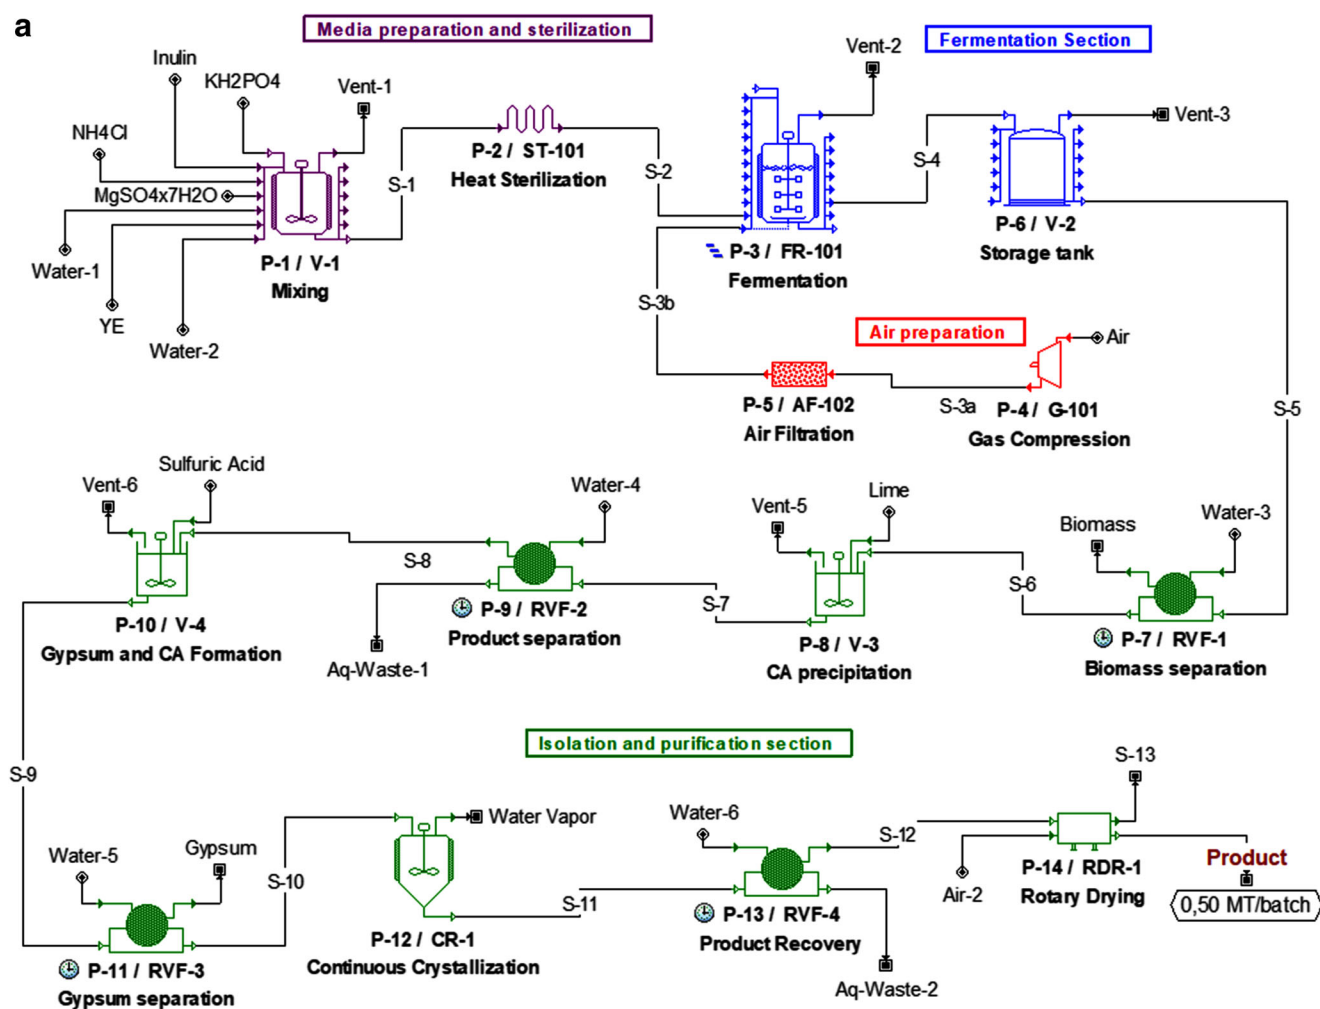 a
Media preparation and sterilization
Fermentation Section
Inulin
KH2PO4
Vent-1
NH4Cl
MgSO4x7H2O
Water-1
YE
Water-2
P-1 / V-1
Mixing
S-1
P-2 / ST-101
Heat Sterilization
S-2
Vent-2
P-3 / FR-101
Fermentation
S-3b
S-4
Vent-3
P-6 / V-2
Storage tank
Air preparation
Air
P-5 / AF-102
Air Filtration
S-3a
P-4 / G-101
Gas Compression
S-5
Vent-6
Sulfuric Acid
P-10 / V-4
Gypsum and CA Formation
S-8
Water-4
P-9 / RVF-2
Product separation
Aq-Waste-1
S-7
Vent-5
Lime
P-8 / V-3
CA precipitation
S-6
Biomass
Water-3
P-7 / RVF-1
Biomass separation
Isolation and purification section
S-9
Water-5
Gypsum
P-11 / RVF-3
Gypsum separation
S-10
Water Vapor
P-12 / CR-1
Continuous Crystallization
S-11
Water-6
P-13 / RVF-4
Product Recovery
Aq-Waste-2
S-12
Air-2
S-13
P-14 / RDR-1
Rotary Drying
Product
0,50 MT/batch